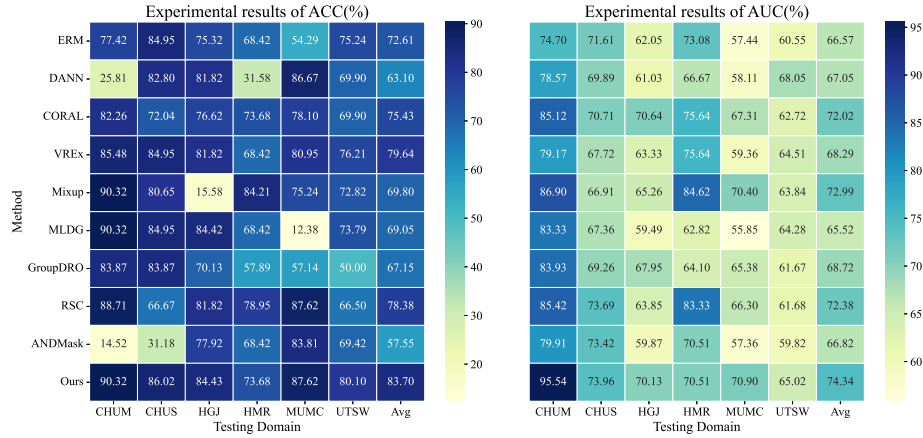 Experimental results of ACC(%)
Method
ERM 77.42 84.95 75.32 68.42 54.29 75.24 72.61
DANN 25.81 82.80 81.82 31.58 86.67 69.90 63.10
CORAL 82.26 72.04 76.62 73.68 78.10 69.90 75.43
VREx 85.48 84.95 81.82 68.42 80.95 76.21 79.64
Mixup 90.32 80.65 15.58 84.21 75.24 72.82 69.80
MLDG 90.32 84.95 84.42 68.42 12.38 73.79 69.05
GroupDRO 83.87 83.87 70.13 57.89 57.14 50.00 67.15
RSC 88.71 66.67 81.82 78.95 87.62 66.50 78.38
ANDMask 14.52 31.18 77.92 68.42 83.81 69.42 57.55
Ours 90.32 86.02 84.43 73.68 87.62 80.10 83.70
CHUM CHUS HGJ HMR MUMC UTSW Avg
Testing Domain
90
80
70
60
50
40
30
20
Experimental results of AUC(%)
74.70 71.61 62.05 73.08 57.44 60.55 66.57
78.57 69.89 61.03 66.67 58.11 68.05 67.05
85.12 70.71 70.64 75.64 67.31 62.72 72.02
79.17 67.72 63.33 75.64 59.36 64.51 68.29
86.90 66.91 65.26 84.62 70.40 63.84 72.99
83.33 67.36 59.49 62.82 55.85 64.28 65.52
83.93 69.26 67.95 64.10 65.38 61.67 68.72
85.42 73.69 63.85 83.33 66.30 61.68 72.38
79.91 73.42 59.87 70.51 57.36 59.82 66.82
95.54 73.96 70.13 70.51 70.90 65.02 74.34
CHUM CHUS HGJ HMR MUMC UTSW Avg
Testing Domain
95
90
85
80
75
70
65
60